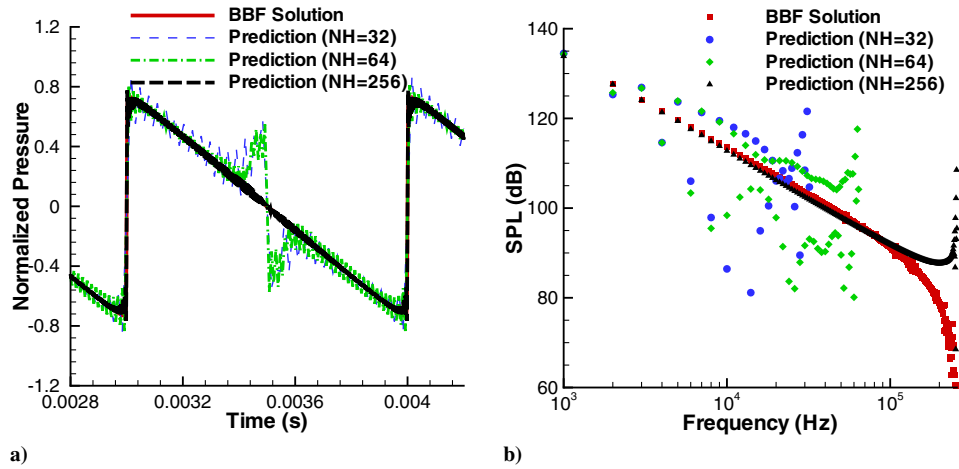 BBF Solution
Prediction (NH=32)
Prediction (NH=64)
Prediction (NH=256)
Normalized Pressure
1.2
0.8
0.4
0
-0.4
-0.8
-1.2
0.0028
0.0032
0.0036
0.004
Time (s)
a)
BBF Solution
Prediction (NH=32)
Prediction (NH=64)
Prediction (NH=256)
SPL (dB)
140
120
100
80
60
10³
10⁴
10⁵
Frequency (Hz)
b)